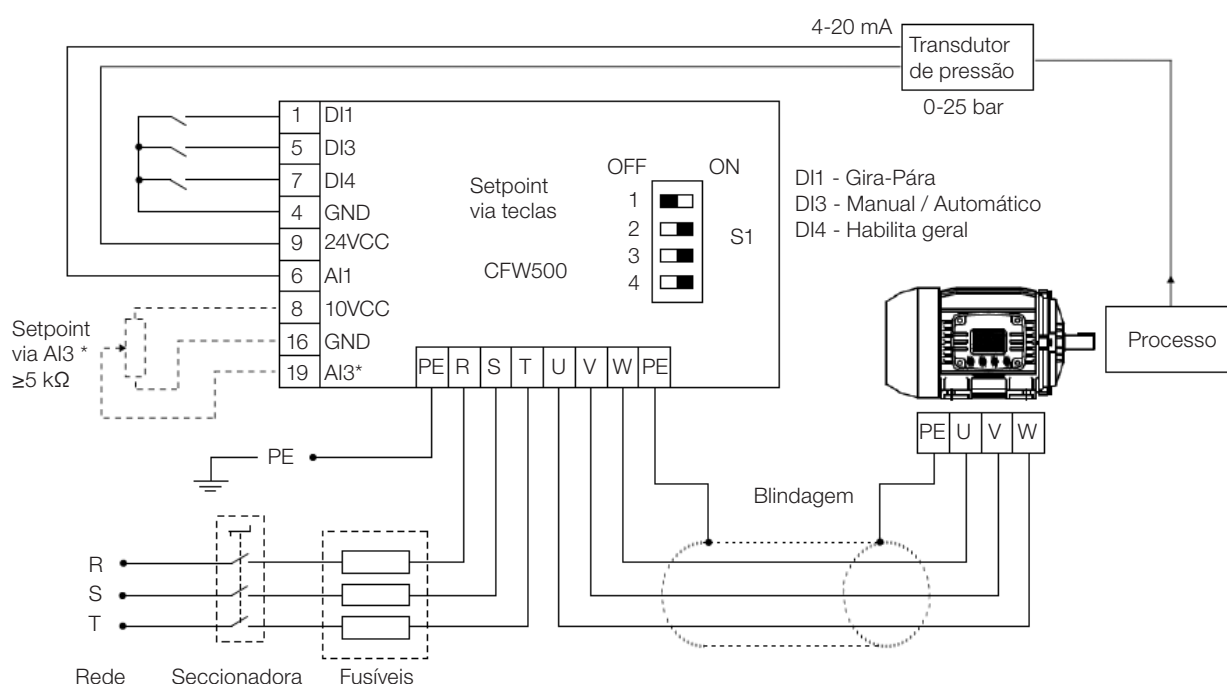 4-20 mA
Transdutor
de pressão
0-25 bar
1 DI1
5 DI3
7 DI4
4 GND
9 24VCC
6 AI1
8 10VCC
16 GND
19 AI3*
Setpoint
via teclas
CFW500
OFF ON
1
2
3
4
S1
DI1 - Gira-Pára
DI3 - Manual / Automático
DI4 - Habilita geral
Setpoint
via AI3 *
≥5 kΩ
Processo
PE R S T U V W PE
PE U V W
PE
Blindagem
R
S
T
Rede Seccionadora Fusíveis